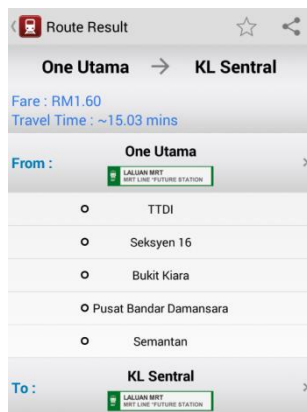 Route Result
One Utama → KL Sentral
Fare : RM1.60
Travel Time : ~15.03 mins
From :
One Utama
LALUAN MRT
MRT LINE *FUTURE STATION
TTDI
Seksyen 16
Bukit Kiara
Pusat Bandar Damansara
Semantan
To :
KL Sentral
LALUAN MRT
MRT LINE *FUTURE STATION